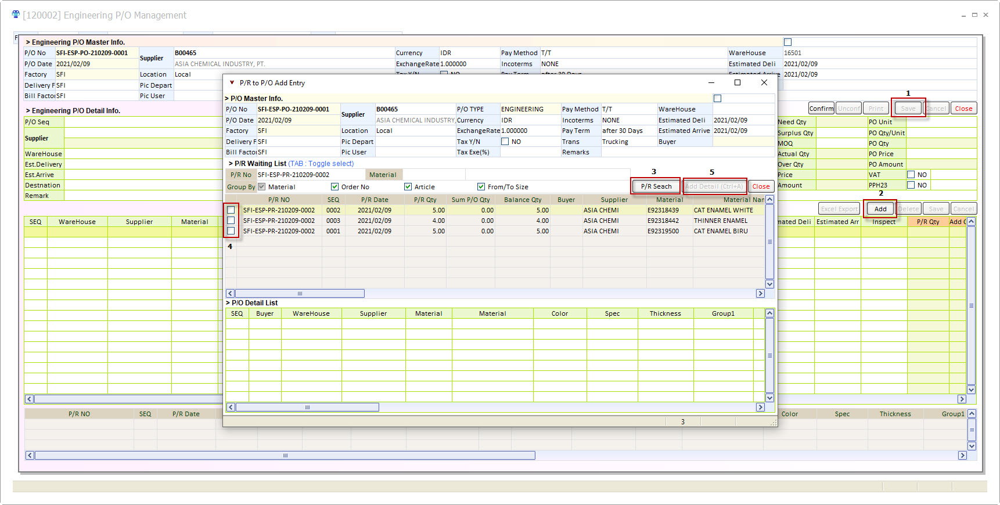 [120002] Engineering P/O Management
> Engineering P/O Master Info.
P/O No SFI-ESP-PO-210209-0001 Supplier B00465 Currency IDR Pay Method T/T WareHouse 16501
P/O Date 2021/02/09 ASIA CHEMICAL INDUSTRY, PT. ExchangeRate 1.000000 Incoterms NONE Estimated Deli 2021/02/09
Factory SFI Location Local Tax Y/N NO Pay Term after 30 Days Estimated Arrive 2021/02/09
Delivery F SFI Pic Depart
Bill Factor SFI Pic User
1
Confirm Unconf Print Save Cancel Close
> Engineering P/O Detail Info.
P/O Seq
Supplier
WareHouse
Est.Delivery
Est.Arrive
Destnation
Remark
Need Qty PO Unit
Surplus Qty PO Qty/Unit
MOQ PO Qty
Actual Qty PO Price
Over Qty PO Amount
Price VAT NO
Amount PPH23 NO
2
Excel Export Add Delete Save Cancel
SEQ WareHouse Supplier Material mated Deli Estimated Arr Inspect P/R Qty Add
P/R to P/O Add Entry
> P/O Master Info.
P/O No SFI-ESP-PO-210209-0001 Supplier B00465 P/O TYPE ENGINEERING Pay Method T/T WareHouse
P/O Date 2021/02/09 ASIA CHEMICAL INDUSTRY, Currency IDR Incoterms NONE Estimated Deli 2021/02/09
Factory SFI Location Local ExchangeRate 1.000000 Pay Term after 30 Days Estimated Arrive 2021/02/09
Delivery F SFI Pic Depart Tax Y/N NO Trans Trucking Buyer
Bill Factor SFI Pic User Tax Exe(%) Remarks
> P/R Waiting List (TAB : Toggle select)
P/R No SFI-ESP-PR-210209-0002 Material
3 5
Group By Material Order No Article From/To Size P/R Seach Add Detail (Ctrl+A) Close
P/R NO SEQ P/R Date P/R Qty Sum P/O Qty Balance Qty Buyer Supplier Material Material Nam
SFI-ESP-PR-210209-0002 0002 2021/02/09 5.00 0.00 5.00 ASIA CHEMI E92318439 CAT ENAMEL WHITE
SFI-ESP-PR-210209-0002 0003 2021/02/09 4.00 0.00 4.00 ASIA CHEMI E92318442 THINNER ENAMEL
SFI-ESP-PR-210209-0002 0001 2021/02/09 5.00 0.00 5.00 ASIA CHEMI E92319500 CAT ENAMEL BIRU
4
> P/O Detail List
SEQ Buyer WareHouse Supplier Material Material Color Spec Thickness Group1
3
P/R NO SEQ P/R Date Color Spec Thickness Group1